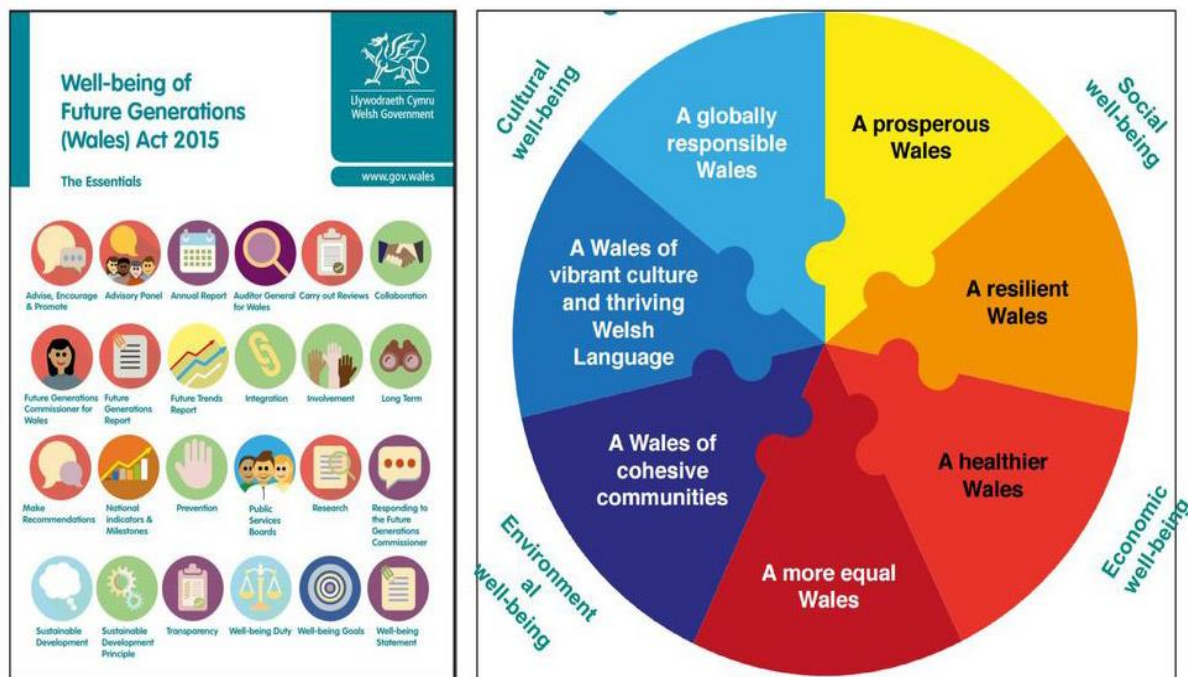 Well-being of
Future Generations
(Wales) Act 2015
The Essentials
Llywodraeth Cymru
Welsh Government
www.gov.wales
Advise, Encourage
& Promote
Advisory Panel
Annual Report
Auditor General
for Wales
Carry out Reviews
Collaboration
Future Generations
Commissioner for
Wales
Future
Generations
Report
Future Trends
Report
Integration
Involvement
Long Term
Make
Recommendations
National
indicators &
Milestones
Prevention
Public
Services
Boards
Research
Responding to
the Future
Generations
Commissioner
Sustainable
Development
Sustainable
Development
Principle
Transparency
Well-being Duty
Well-being Goals
Well-being
Statement
Cultural
well-being
Social
well-being
A globally
responsible
Wales
A prosperous
Wales
A Wales of
vibrant culture
and thriving
Welsh
Language
A resilient
Wales
A Wales of
cohesive
communities
A healthier
Wales
A more equal
Wales
Environment
al
well-being
Economic
well-being